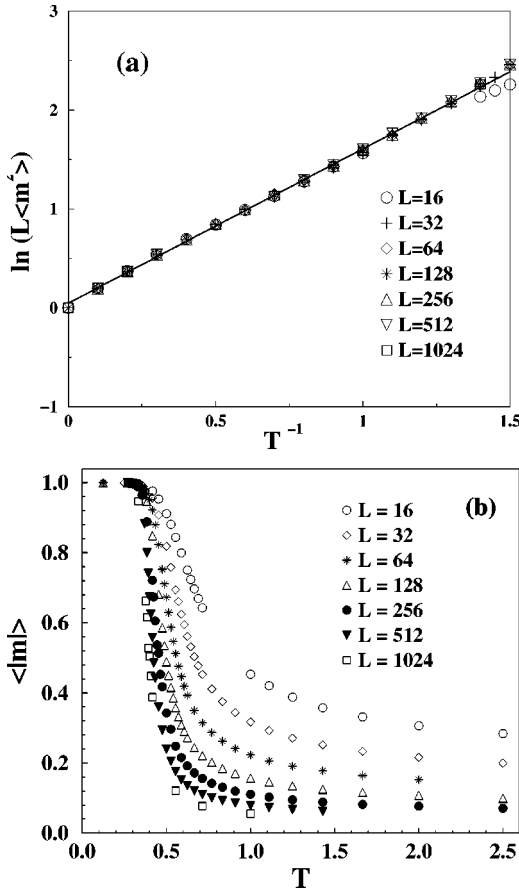 (a)
ln (L<m²>)
2
1
0
−1
0
0.5
1
1.5
T⁻¹
L=16
L=32
L=64
L=128
L=256
L=512
L=1024
(b)
<|m|>
1.0
0.8
0.6
0.4
0.2
0.0
0.0
0.5
1.0
1.5
2.0
2.5
T
L = 16
L = 32
L = 64
L = 128
L = 256
L = 512
L = 1024